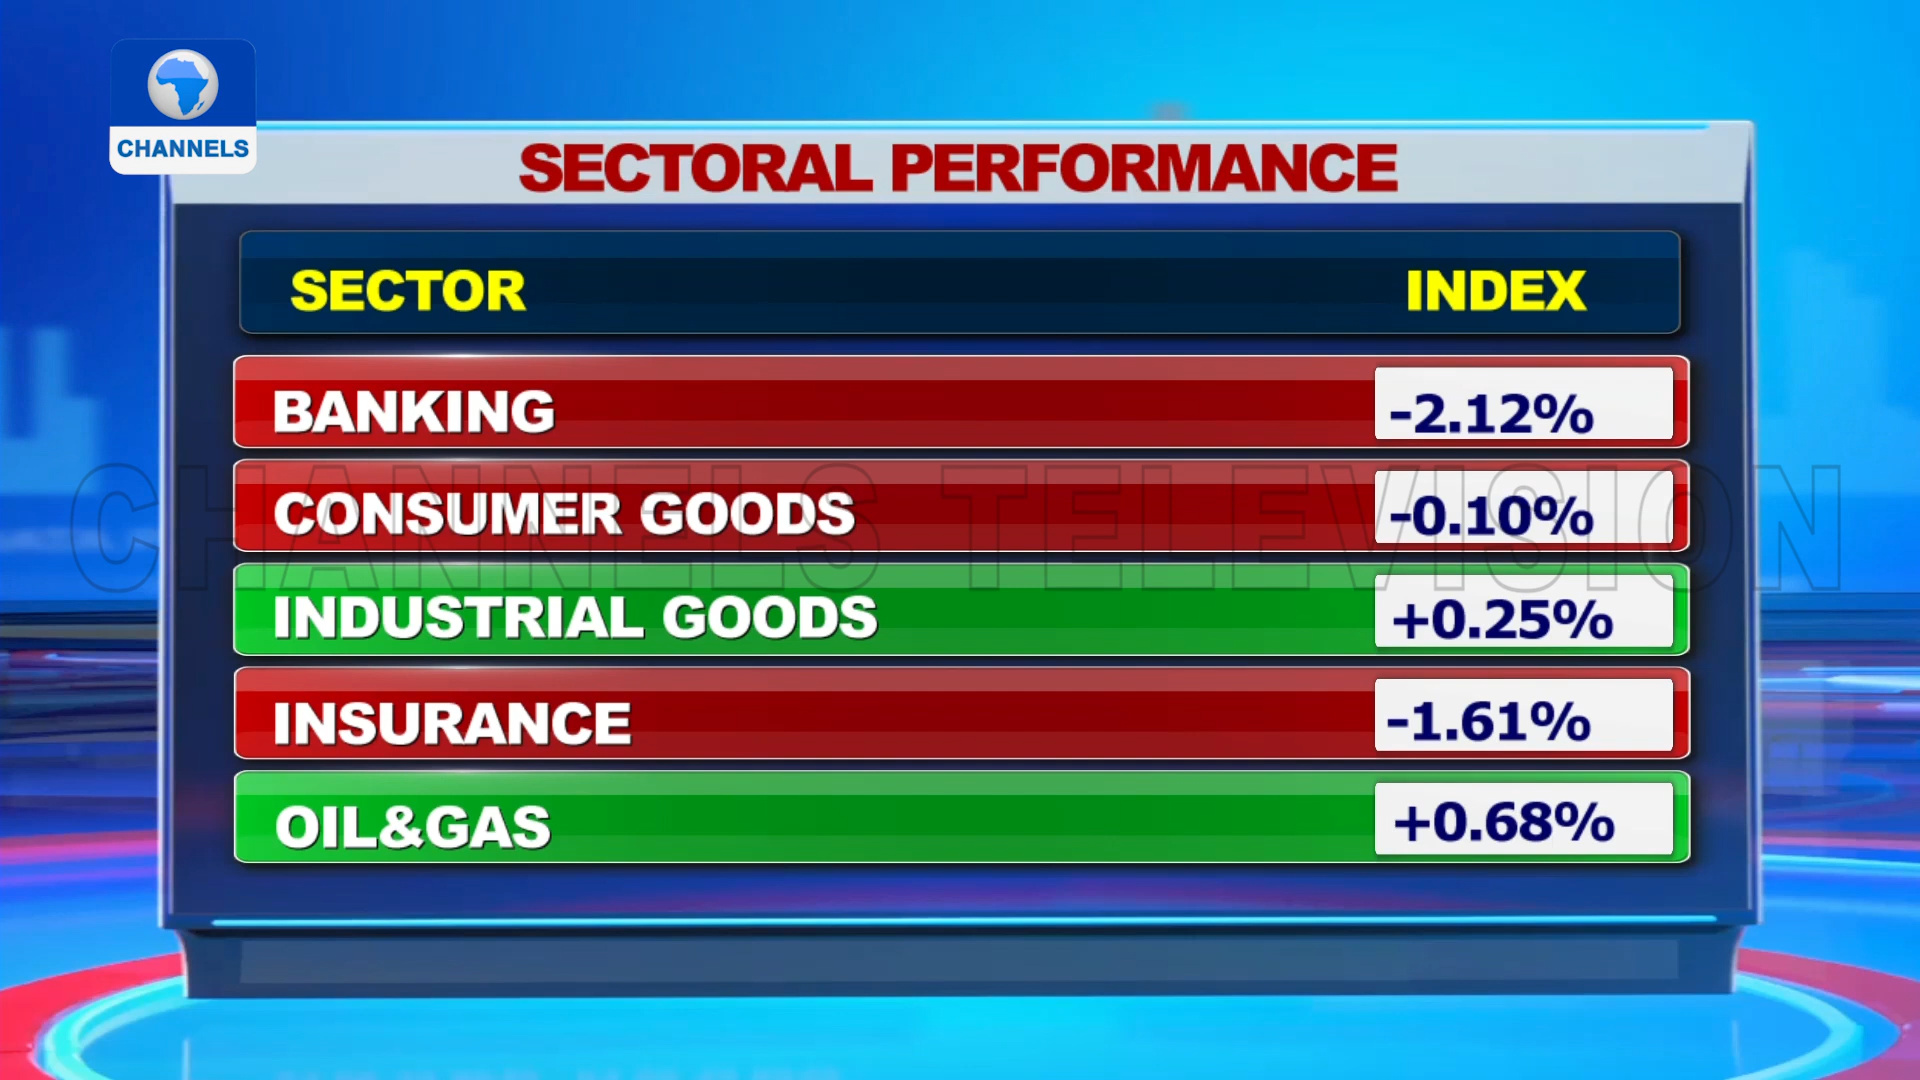 CHANNELS
SECTORAL PERFORMANCE
SECTOR INDEX
BANKING -2.12%
CONSUMER GOODS -0.10%
CHANNELS TELEVISION
INDUSTRIAL GOODS +0.25%
INSURANCE -1.61%
OIL&GAS +0.68%